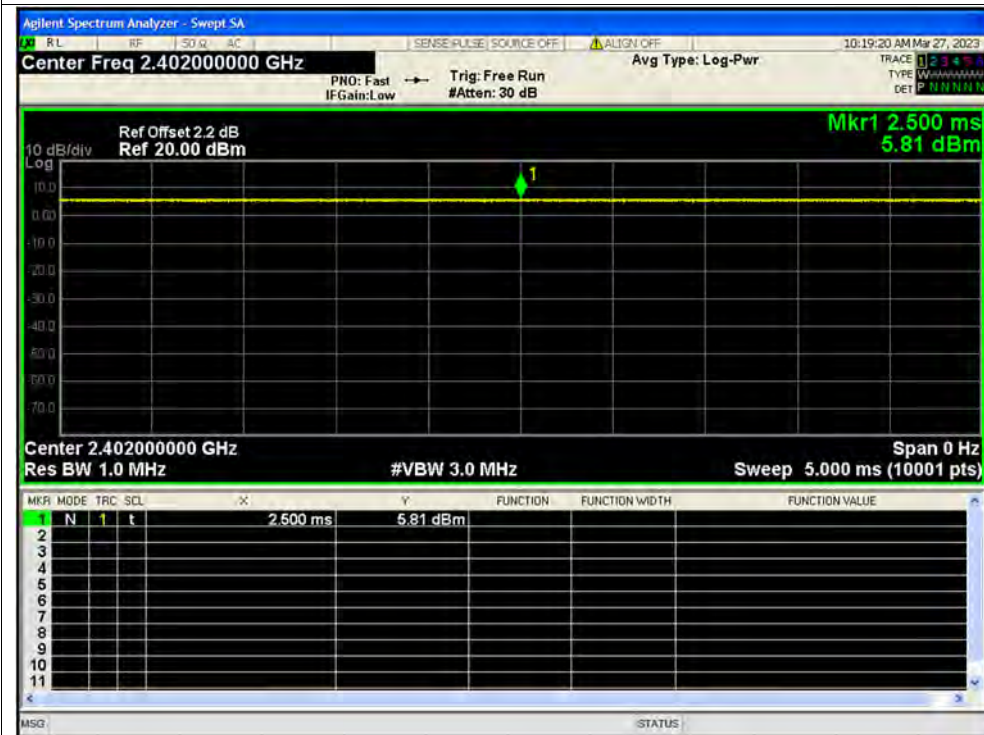 Agilent Spectrum Analyzer - Swept SA
RL RF 50 Ω AC SENSE:PULSE SOURCE OFF ALIGN OFF 10:19:20 AM Mar 27, 2023
Center Freq 2.402000000 GHz Avg Type: Log-Pwr TRACE 1 2 3 4 5 6
PNO: Fast Trig: Free Run TYPE W
IFGain:Low #Atten: 30 dB DET P N N N N N
Mkr1 2.500 ms
5.81 dBm
Ref Offset 2.2 dB
10 dB/div Ref 20.00 dBm
Log
1
10.0
0.00
-10.0
-20.0
-30.0
-40.0
-50.0
-60.0
-70.0
Center 2.402000000 GHz Span 0 Hz
Res BW 1.0 MHz #VBW 3.0 MHz Sweep 5.000 ms (10001 pts)
MKR MODE TRC SCL X Y FUNCTION FUNCTION WIDTH FUNCTION VALUE
1 N 1 t 2.500 ms 5.81 dBm
2
3
4
5
6
7
8
9
10
11
MSG STATUS